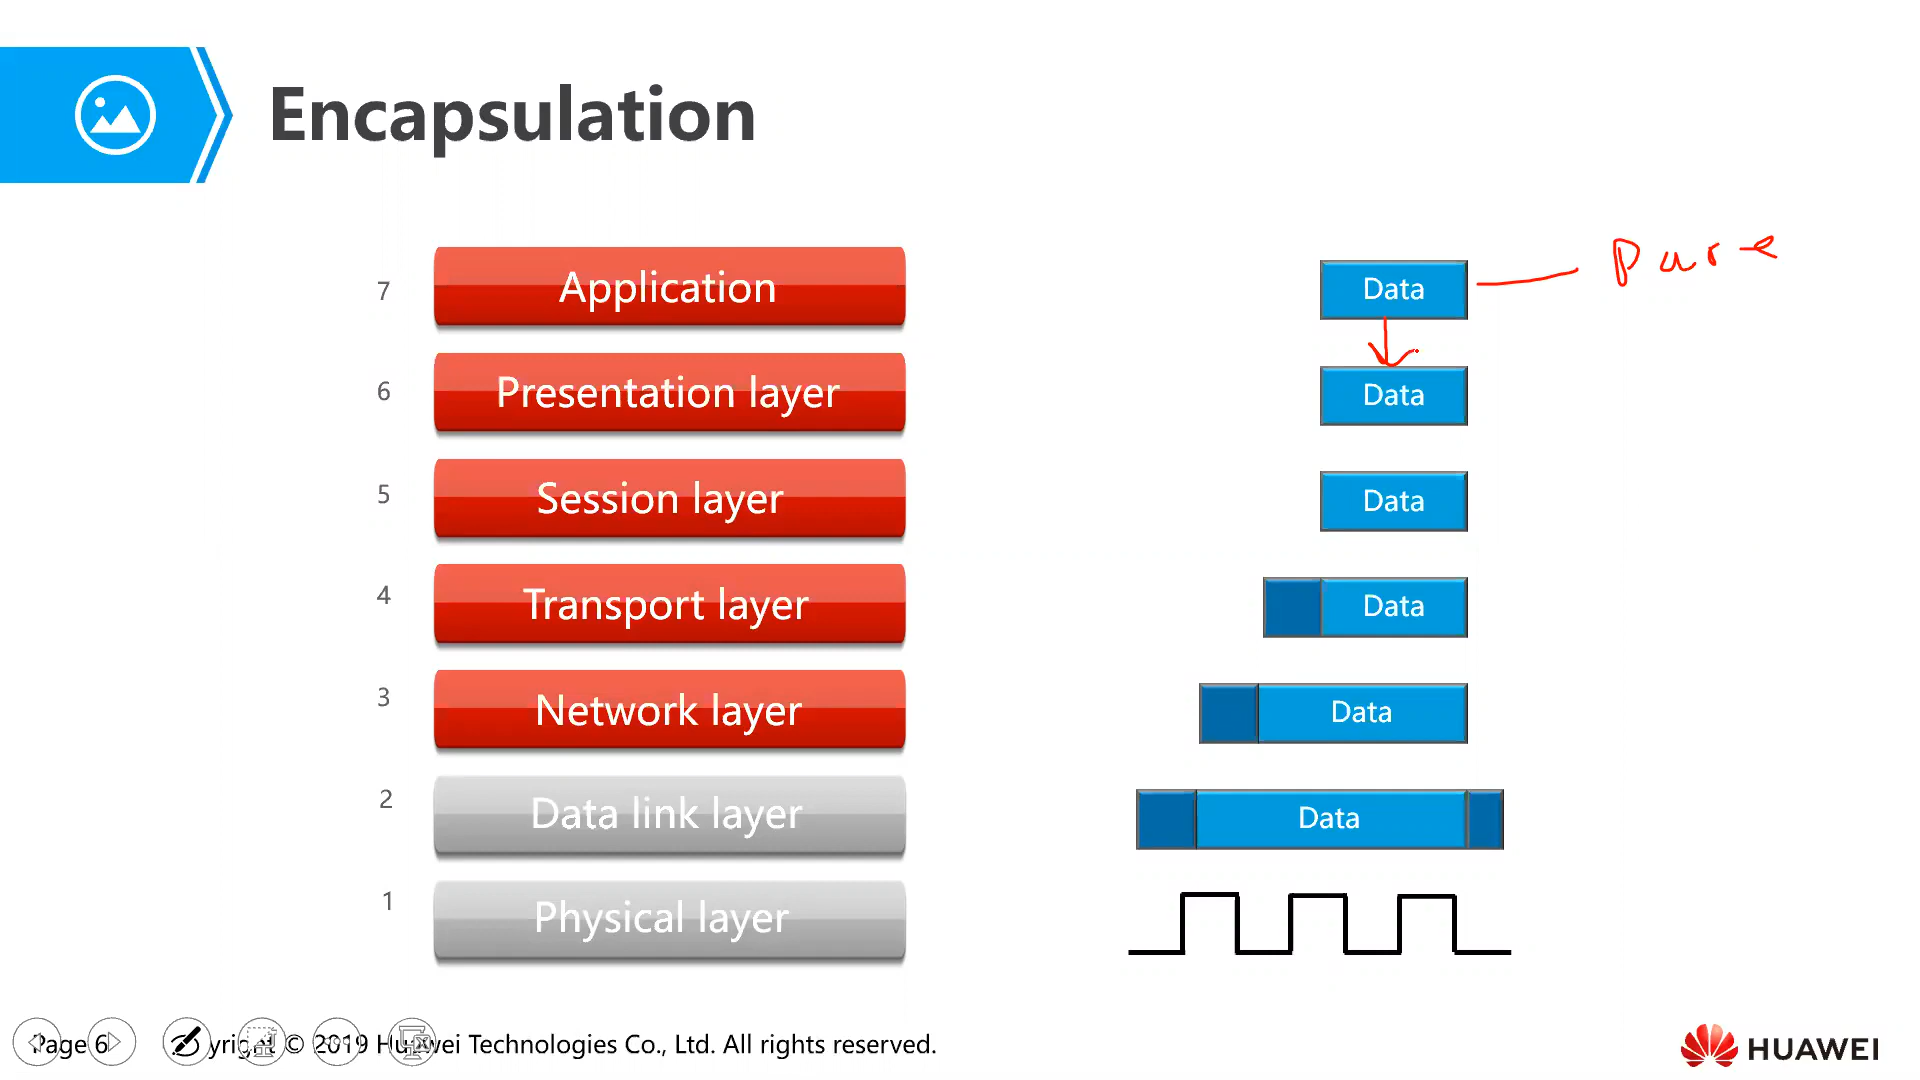 Encapsulation
7 Application Data Pure
6 Presentation layer Data
5 Session layer Data
4 Transport layer Data
3 Network layer Data
2 Data link layer Data
1 Physical layer
Page 6 yright © 2019 Huawei Technologies Co., Ltd. All rights reserved.
HUAWEI